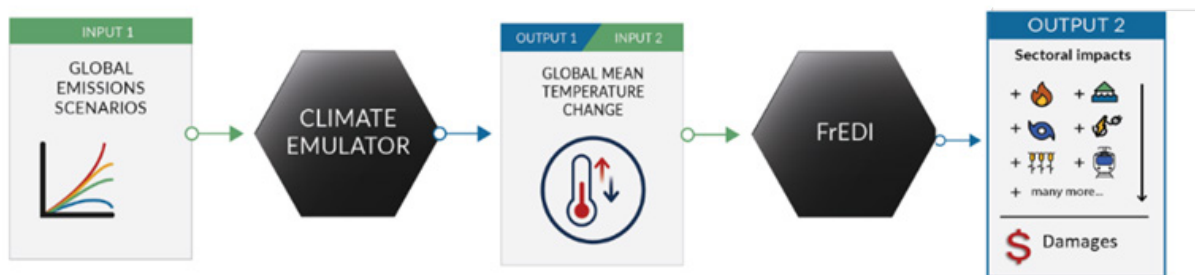 INPUT 1
GLOBAL
EMISSIONS
SCENARIOS
CLIMATE
EMULATOR
OUTPUT 1
INPUT 2
GLOBAL MEAN
TEMPERATURE
CHANGE
FrEDI
OUTPUT 2
Sectoral impacts
+ +
+ +
+ +
+ many more...
$ Damages